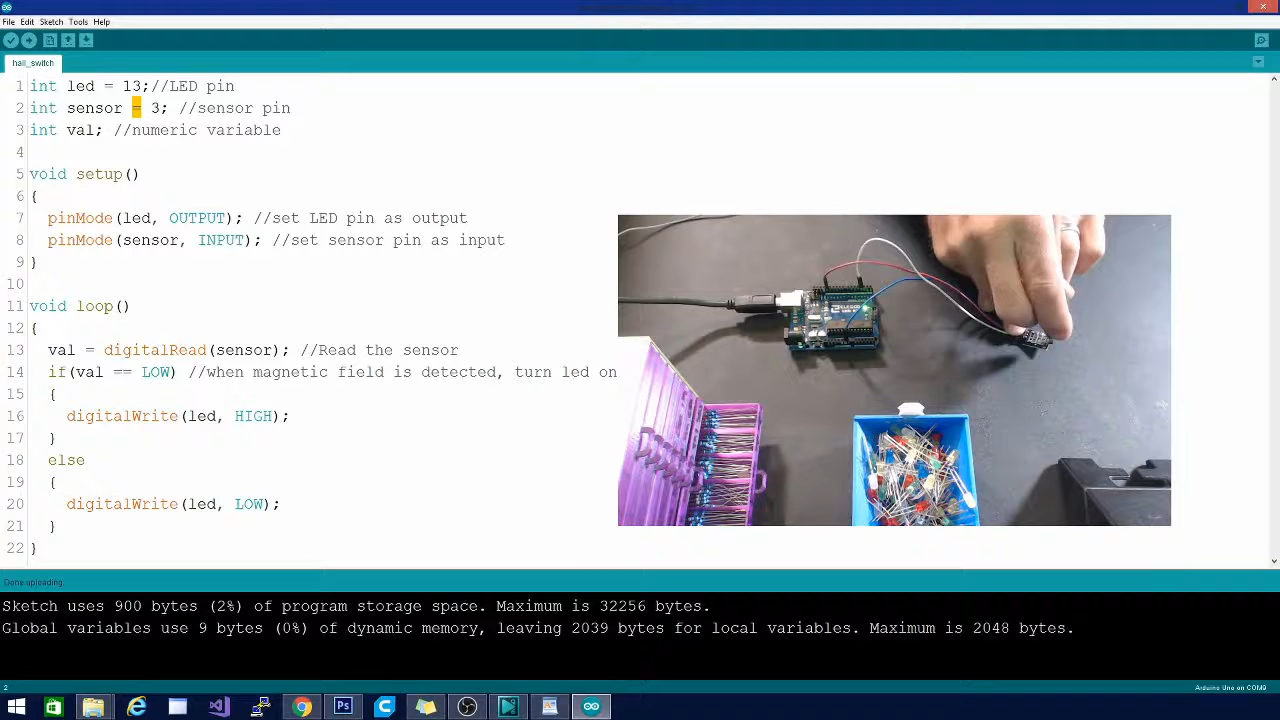 File Edit Sketch Tools Help
hall_switch
1 int led = 13;//LED pin
2 int sensor = 3; //sensor pin
3 int val; //numeric variable
4
5 void setup()
6 {
7 pinMode(led, OUTPUT); //set LED pin as output
8 pinMode(sensor, INPUT); //set sensor pin as input
9 }
10
11 void loop()
12 {
13 val = digitalRead(sensor); //Read the sensor
14 if(val == LOW) //when magnetic field is detected, turn led on
15 {
16 digitalWrite(led, HIGH);
17 }
18 else
19 {
20 digitalWrite(led, LOW);
21 }
22 }
Done uploading.
Sketch uses 900 bytes (2%) of program storage space. Maximum is 32256 bytes.
Global variables use 9 bytes (0%) of dynamic memory, leaving 2039 bytes for local variables. Maximum is 2048 bytes.
2
Arduino Uno on COM9
Ps